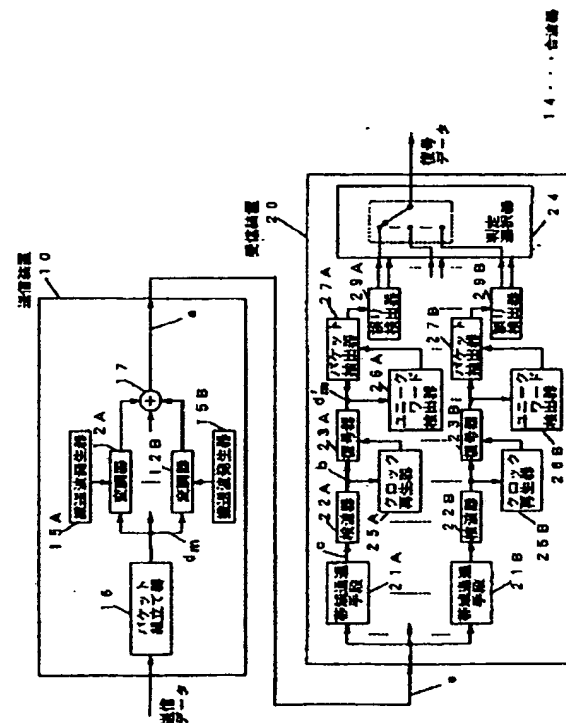 送信装置
10
送信
データ
パケット
組立て器
16
dm
搬送波発生器
15A
変調器
12A
変調器
12B
搬送波発生器
15B
17
e
受信装置
20
e
帯域通過
手段
21A
c
検波器
22A
b
復号器
23A
d'm
クロック
再生器
25A
ユニーク
ワード
検出器
26A
パケット
検出器
27A
誤り
検出器
29A
帯域通過
手段
21B
検波器
22B
復号器
23B
クロック
再生器
25B
ユニーク
ワード
検出器
26B
パケット
検出器
27B
誤り
検出器
29B
判定
選択器
24
復号
データ
14・・・合波器